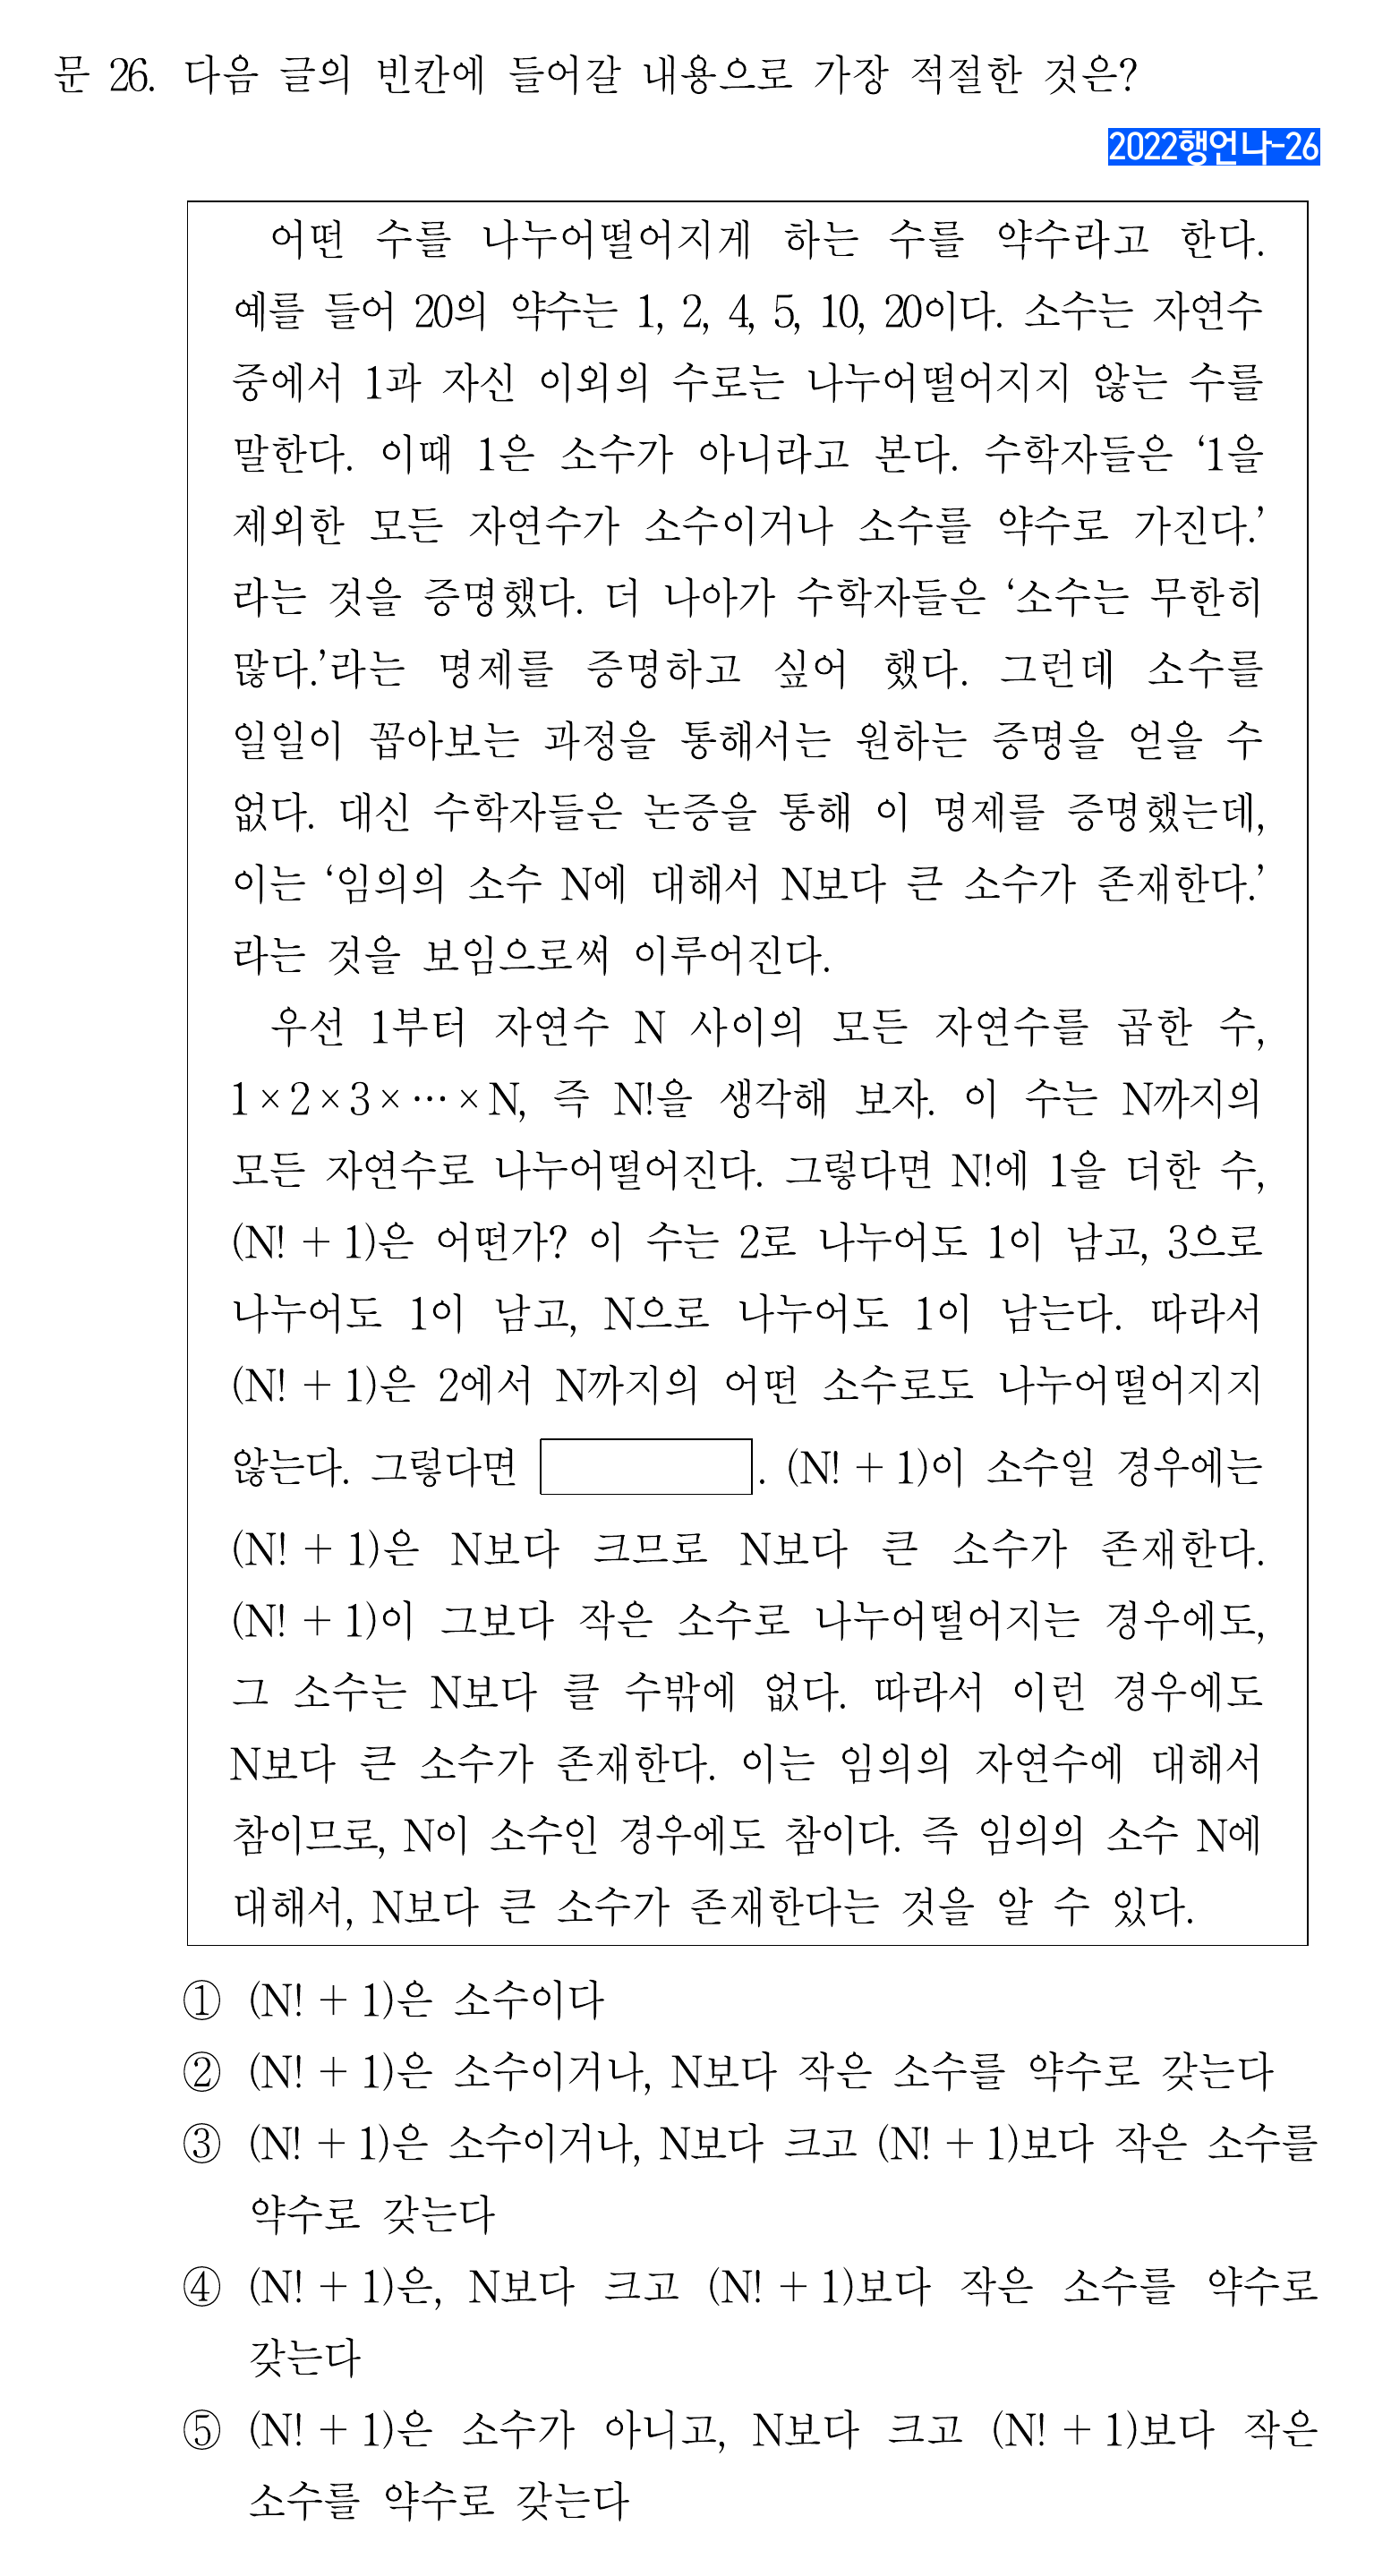 문 26. 다음 글의 빈칸에 들어갈 내용으로 가장 적절한 것은?
2022행언나-26
어떤 수를 나누어떨어지게 하는 수를 약수라고 한다.
예를 들어 20의 약수는 1, 2, 4, 5, 10, 20이다. 소수는 자연수
중에서 1과 자신 이외의 수로는 나누어떨어지지 않는 수를
말한다. 이때 1은 소수가 아니라고 본다. 수학자들은 ‘1을
제외한 모든 자연수가 소수이거나 소수를 약수로 가진다.’
라는 것을 증명했다. 더 나아가 수학자들은 ‘소수는 무한히
많다.’라는 명제를 증명하고 싶어 했다. 그런데 소수를
일일이 꼽아보는 과정을 통해서는 원하는 증명을 얻을 수
없다. 대신 수학자들은 논증을 통해 이 명제를 증명했는데,
이는 ‘임의의 소수 N에 대해서 N보다 큰 소수가 존재한다.’
라는 것을 보임으로써 이루어진다.
우선 1부터 자연수 N 사이의 모든 자연수를 곱한 수,
1×2×3×⋯×N, 즉 N!을 생각해 보자. 이 수는 N까지의
모든 자연수로 나누어떨어진다. 그렇다면 N!에 1을 더한 수,
(N! + 1)은 어떤가? 이 수는 2로 나누어도 1이 남고, 3으로
나누어도 1이 남고, N으로 나누어도 1이 남는다. 따라서
(N! + 1)은 2에서 N까지의 어떤 소수로도 나누어떨어지지
않는다. 그렇다면 . (N! + 1)이 소수일 경우에는
(N! + 1)은 N보다 크므로 N보다 큰 소수가 존재한다.
(N! + 1)이 그보다 작은 소수로 나누어떨어지는 경우에도,
그 소수는 N보다 클 수밖에 없다. 따라서 이런 경우에도
N보다 큰 소수가 존재한다. 이는 임의의 자연수에 대해서
참이므로, N이 소수인 경우에도 참이다. 즉 임의의 소수 N에
대해서, N보다 큰 소수가 존재한다는 것을 알 수 있다.
① (N! + 1)은 소수이다
② (N! + 1)은 소수이거나, N보다 작은 소수를 약수로 갖는다
③ (N! + 1)은 소수이거나, N보다 크고 (N! + 1)보다 작은 소수를
약수로 갖는다
④ (N! + 1)은, N보다 크고 (N! + 1)보다 작은 소수를 약수로
갖는다
⑤ (N! + 1)은 소수가 아니고, N보다 크고 (N! + 1)보다 작은
소수를 약수로 갖는다